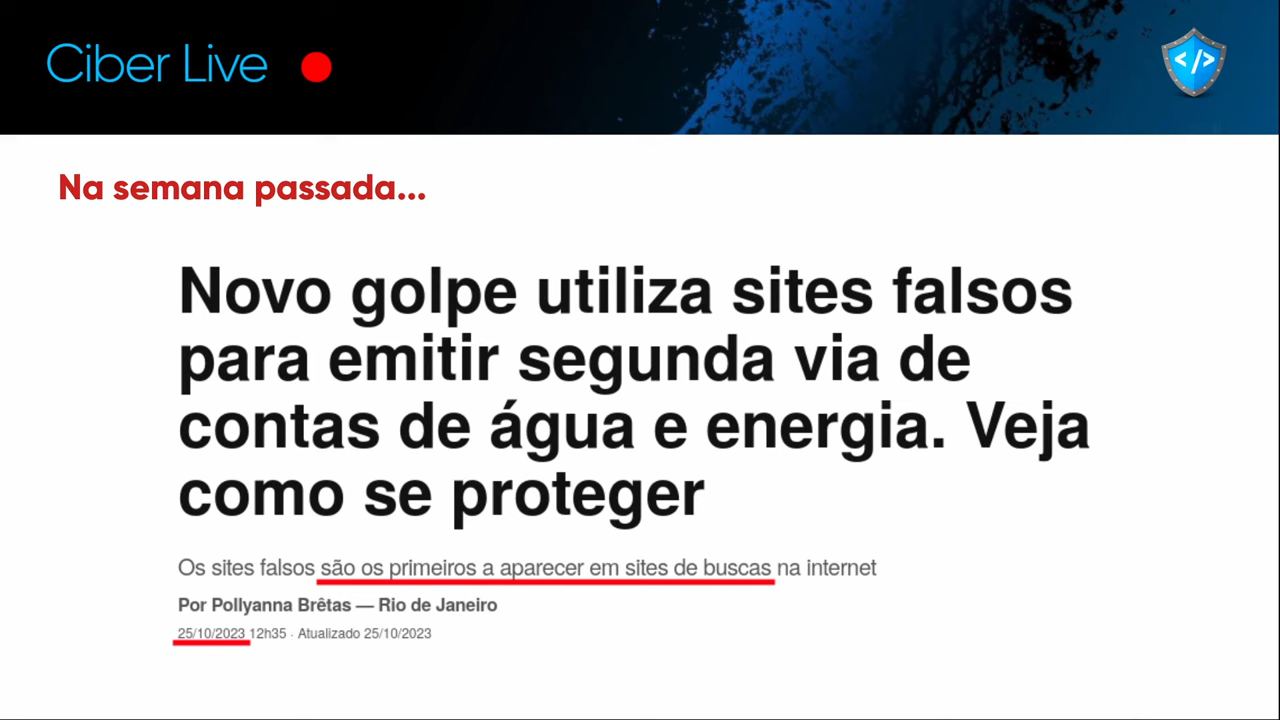 Ciber Live
</>
Na semana passada...
Novo golpe utiliza sites falsos
para emitir segunda via de
contas de água e energia. Veja
como se proteger
Os sites falsos são os primeiros a aparecer em sites de buscas na internet
Por Pollyanna Brêtas — Rio de Janeiro
25/10/2023 12h35 · Atualizado 25/10/2023